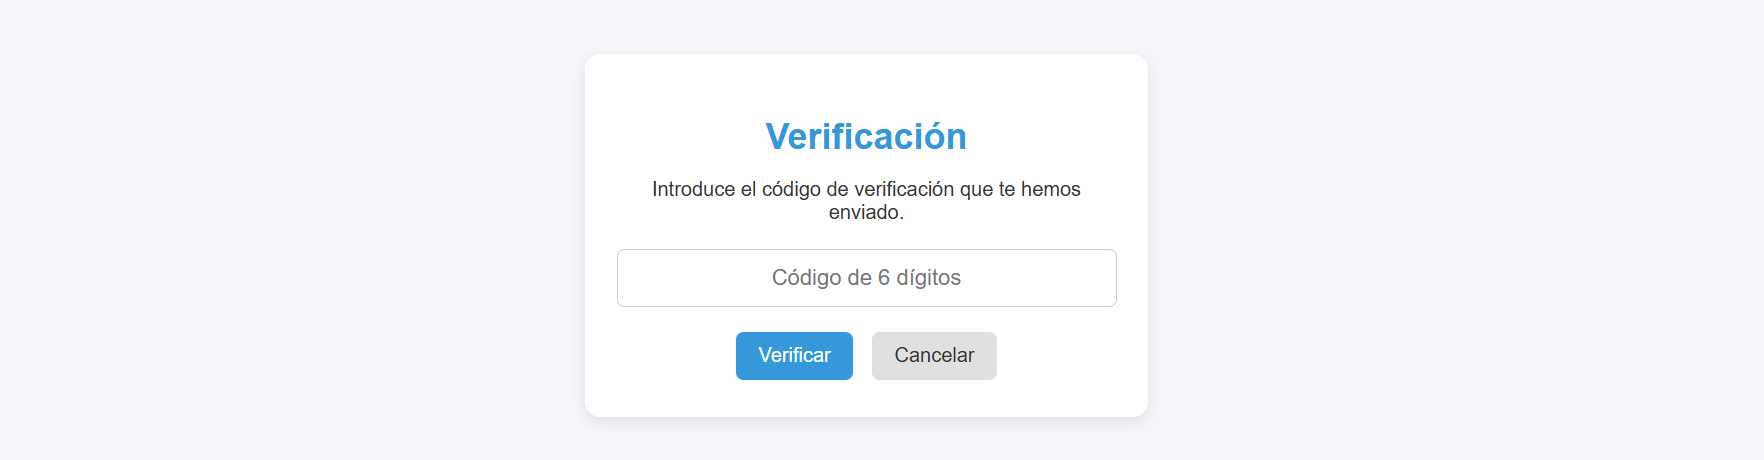 Verificación
Introduce el código de verificación que te hemos
enviado.
Código de 6 dígitos
Verificar
Cancelar